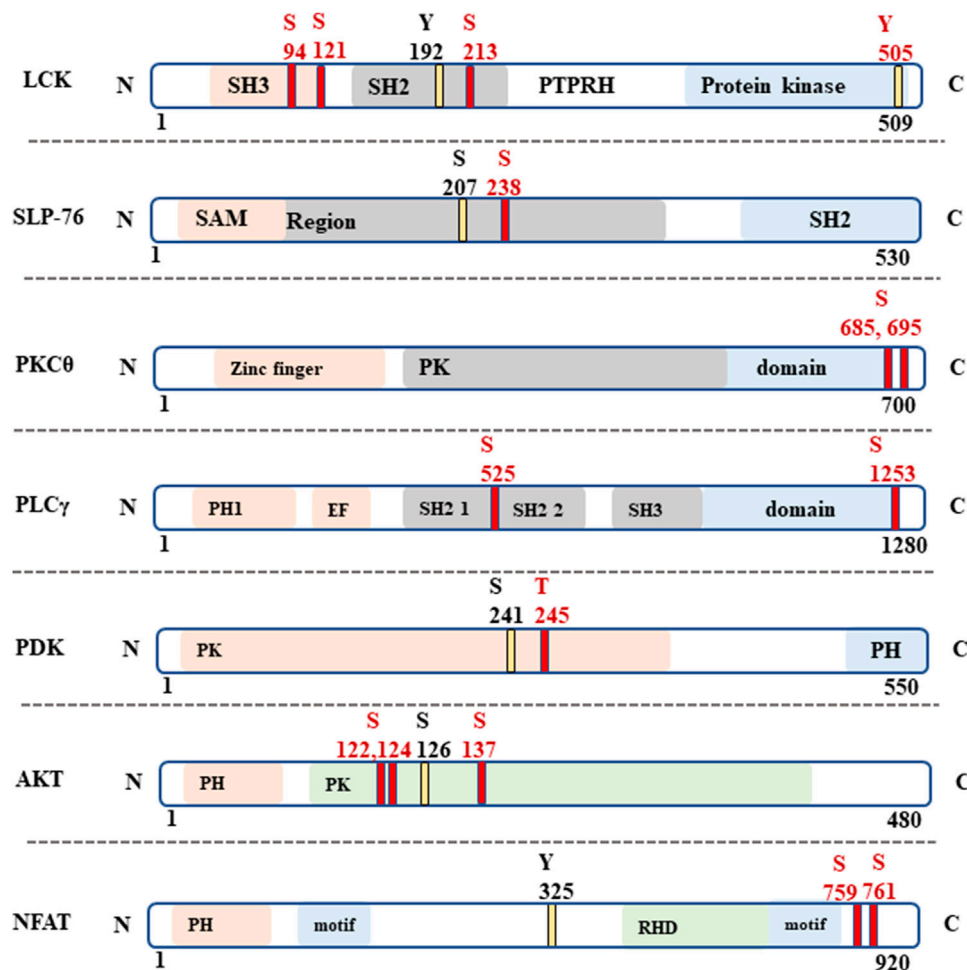 S S Y S Y
94 121 192 213 505
LCK N SH3 SH2 PTPRH Protein kinase C
1 509
S S
207 238
SLP-76 N SAM Region SH2 C
1 530
S
685, 695
PKCθ N Zinc finger PK domain C
1 700
S S
525 1253
PLCγ N PH1 EF SH2 1 SH2 2 SH3 domain C
1 1280
S T
241 245
PDK N PK PH C
1 550
S S S
122,124 126 137
AKT N PH PK C
1 480
Y S S
325 759 761
NFAT N PH motif RHD motif C
1 920